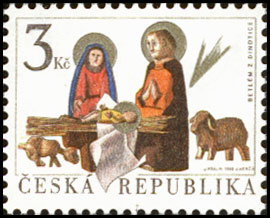 3 Kč
BETLÉM Z DINOTICE
ČESKÁ REPUBLIKA